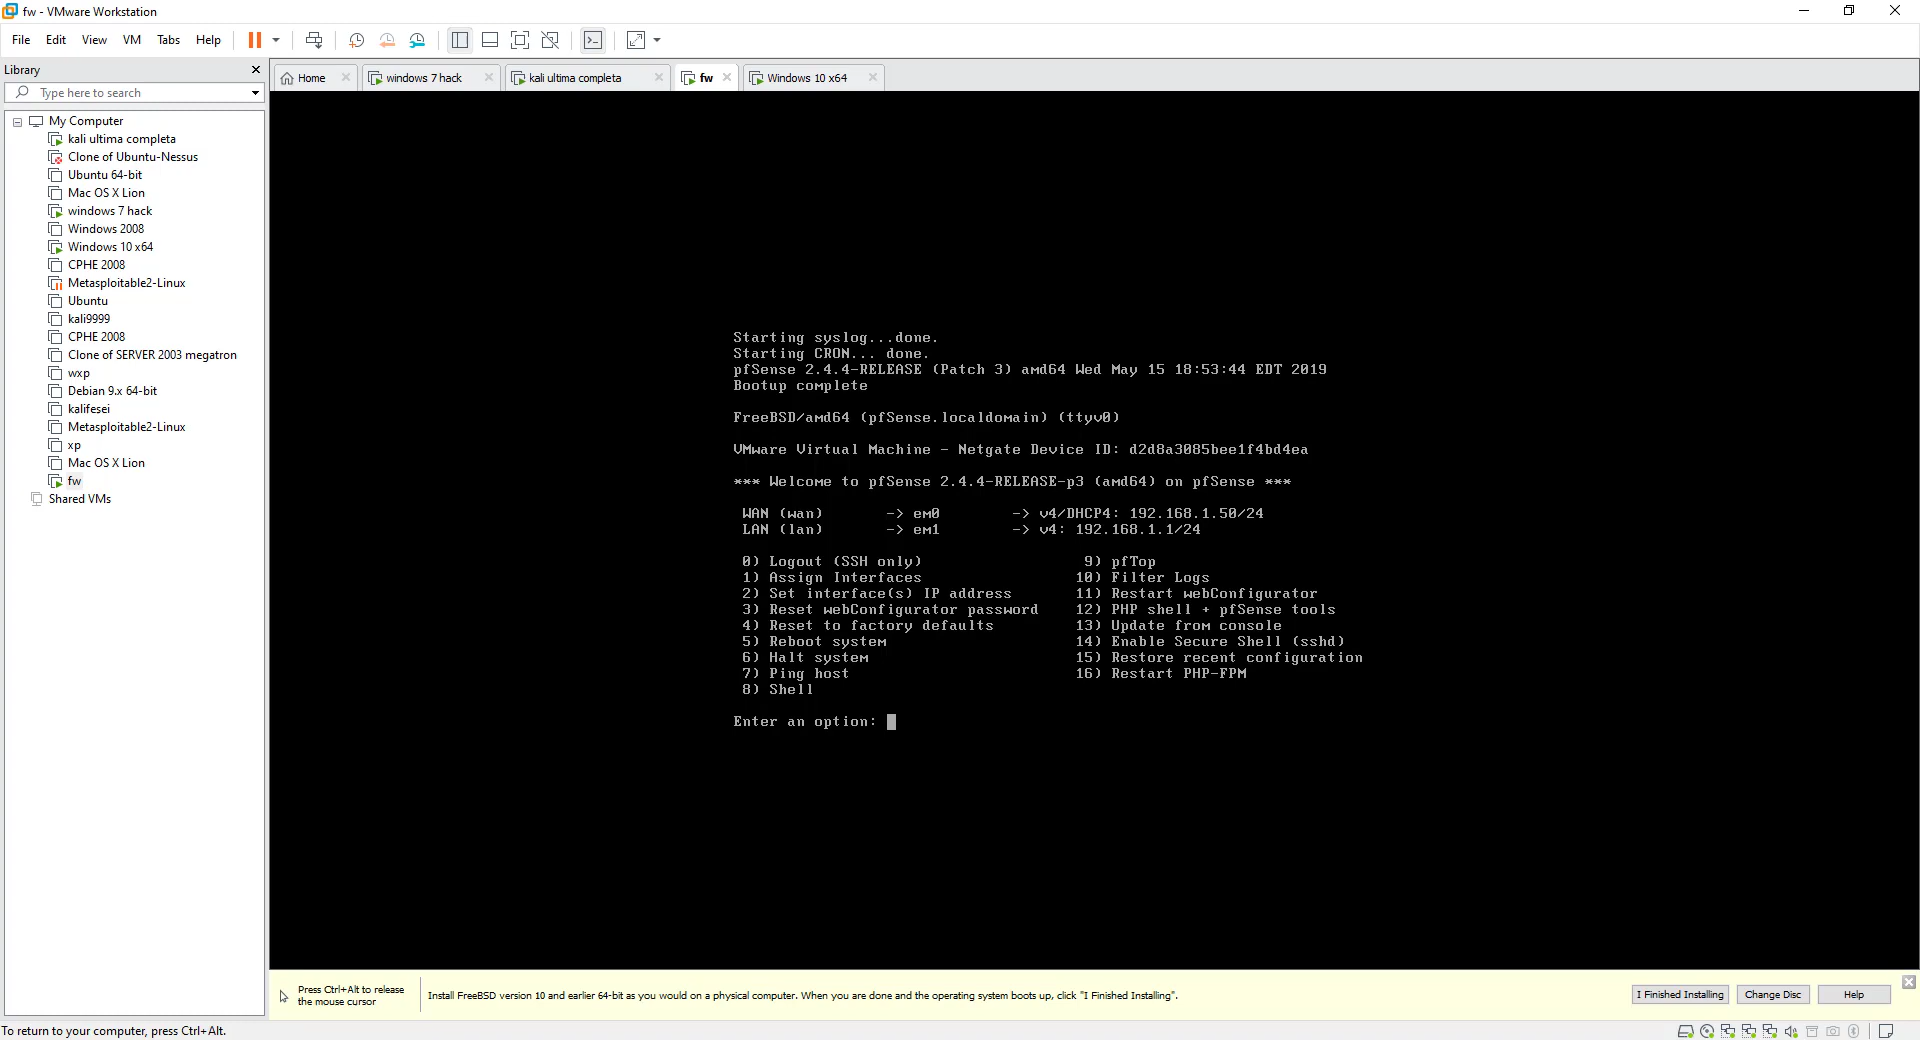 fw - VMware Workstation
File Edit View VM Tabs Help
Library
Type here to search
My Computer
kali ultima completa
Clone of Ubuntu-Nessus
Ubuntu 64-bit
Mac OS X Lion
windows 7 hack
Windows 2008
Windows 10 x64
CPHE 2008
Metasploitable2-Linux
Ubuntu
kali9999
CPHE 2008
Clone of SERVER 2003 megatron
wxp
Debian 9.x 64-bit
kalifesei
Metasploitable2-Linux
xp
Mac OS X Lion
fw
Shared VMs
Home windows 7 hack kali ultima completa fw Windows 10 x64
Starting syslog...done.
Starting CRON... done.
pfSense 2.4.4-RELEASE (Patch 3) amd64 Wed May 15 18:53:44 EDT 2019
Bootup complete
FreeBSD/amd64 (pfSense.localdomain) (ttyv0)
VMware Virtual Machine - Netgate Device ID: d2d8a3085bee1f4bd4ea
*** Welcome to pfSense 2.4.4-RELEASE-p3 (amd64) on pfSense ***
WAN (wan) -> em0 -> v4/DHCP4: 192.168.1.50/24
LAN (lan) -> em1 -> v4: 192.168.1.1/24
0) Logout (SSH only) 9) pfTop
1) Assign Interfaces 10) Filter Logs
2) Set interface(s) IP address 11) Restart webConfigurator
3) Reset webConfigurator password 12) PHP shell + pfSense tools
4) Reset to factory defaults 13) Update from console
5) Reboot system 14) Enable Secure Shell (sshd)
6) Halt system 15) Restore recent configuration
7) Ping host 16) Restart PHP-FPM
8) Shell
Enter an option:
Press Ctrl+Alt to release
the mouse cursor
Install FreeBSD version 10 and earlier 64-bit as you would on a physical computer. When you are done and the operating system boots up, click "I Finished Installing".
I Finished Installing Change Disc Help
To return to your computer, press Ctrl+Alt.